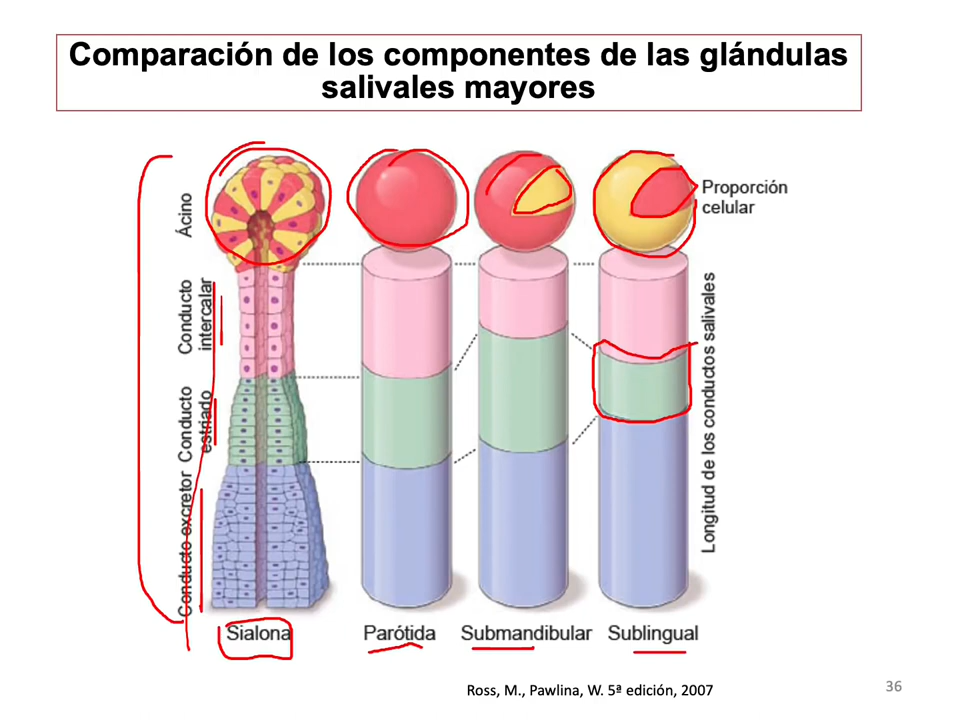 Comparación de los componentes de las glándulas
salivales mayores
Ácino
Conducto
intercalar
Conducto
estriado
Conducto excretor
Proporción
celular
Longitud de los conductos salivales
Sialona
Parótida
Submandibular
Sublingual
Ross, M., Pawlina, W. 5ª edición, 2007
36